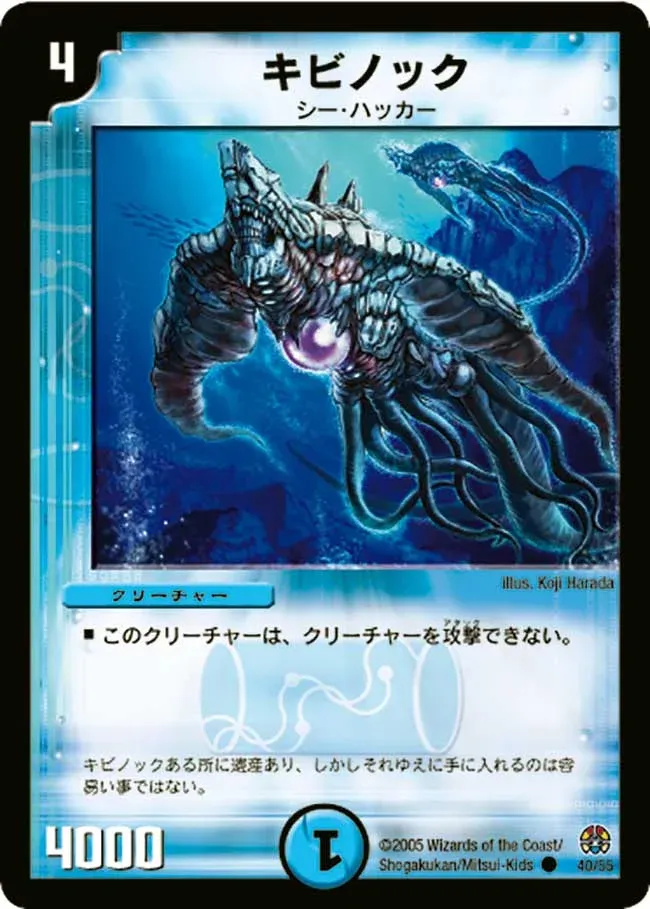 4
キビノック
シー・ハッカー
illus. Koji Harada
クリーチャー
■ このクリーチャーは、クリーチャーを攻撃できない。
アタック
キビノックある所に遺産あり、しかしそれゆえに手に入れるのは容
易い事ではない。
4000
1
©2005 Wizards of the Coast/
Shogakukan/Mitsui-Kids
40/55